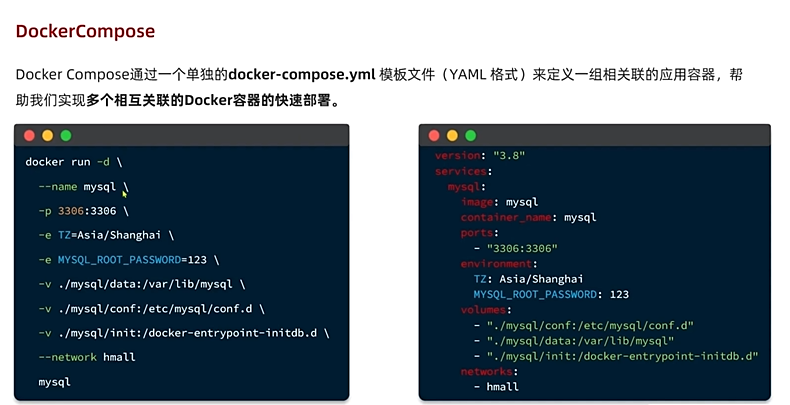 DockerCompose
Docker Compose通过一个单独的docker-compose.yml 模板文件（YAML 格式）来定义一组相关联的应用容器，帮
助我们实现多个相互关联的Docker容器的快速部署。
docker run -d \
--name mysql \
-p 3306:3306 \
-e TZ=Asia/Shanghai \
-e MYSQL_ROOT_PASSWORD=123 \
-v ./mysql/data:/var/lib/mysql \
-v ./mysql/conf:/etc/mysql/conf.d \
-v ./mysql/init:/docker-entrypoint-initdb.d \
--network hmall
mysql
version: "3.8"
services:
mysql:
image: mysql
container_name: mysql
ports:
- "3306:3306"
environment:
TZ: Asia/Shanghai
MYSQL_ROOT_PASSWORD: 123
volumes:
- "./mysql/conf:/etc/mysql/conf.d"
- "./mysql/data:/var/lib/mysql"
- "./mysql/init:/docker-entrypoint-initdb.d"
networks:
- hmall